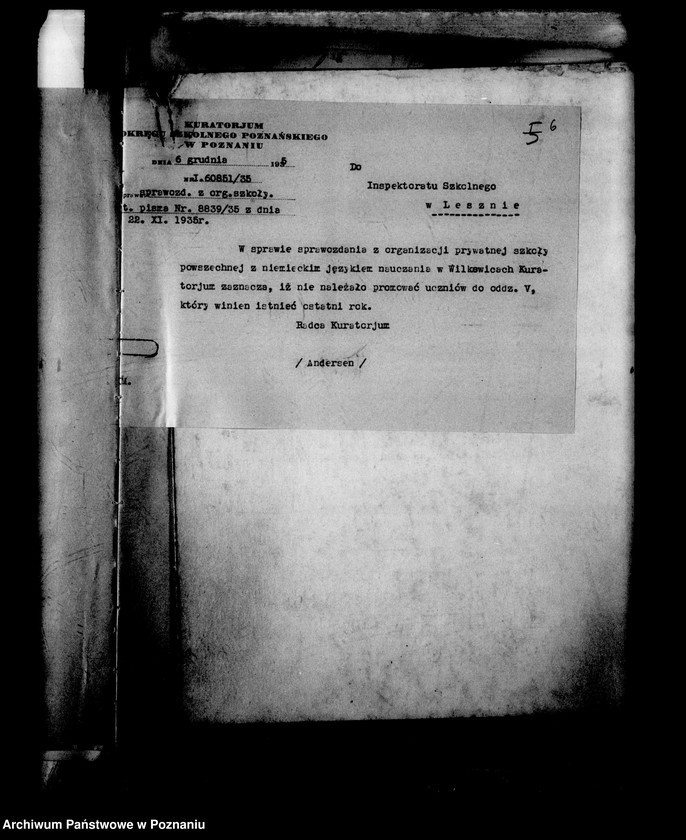 5 6
KURATORJUM
OKRĘGU SZKOLNEGO POZNAŃSKIEGO
W POZNANIU
DNIA 6 grudnia 1935
NR I.60851/35
sprawozd. z org.szkoły.
t. pisma Nr. 8839/35 z dnia
22. XI. 1935r.
Do
Inspektoratu Szkolnego
w Lesznie
W sprawie sprawozdania z organizacji prywatnej szkoły
powszechnej z niemieckim językiem nauczania w Wilkowicach Kura-
torjum zaznacza, iż nie należało promować uczniów do oddz. V,
który winien istnieć ostatni rok.
Radca Kuratorjum
/ Andersen /
Archiwum Państwowe w Poznaniu